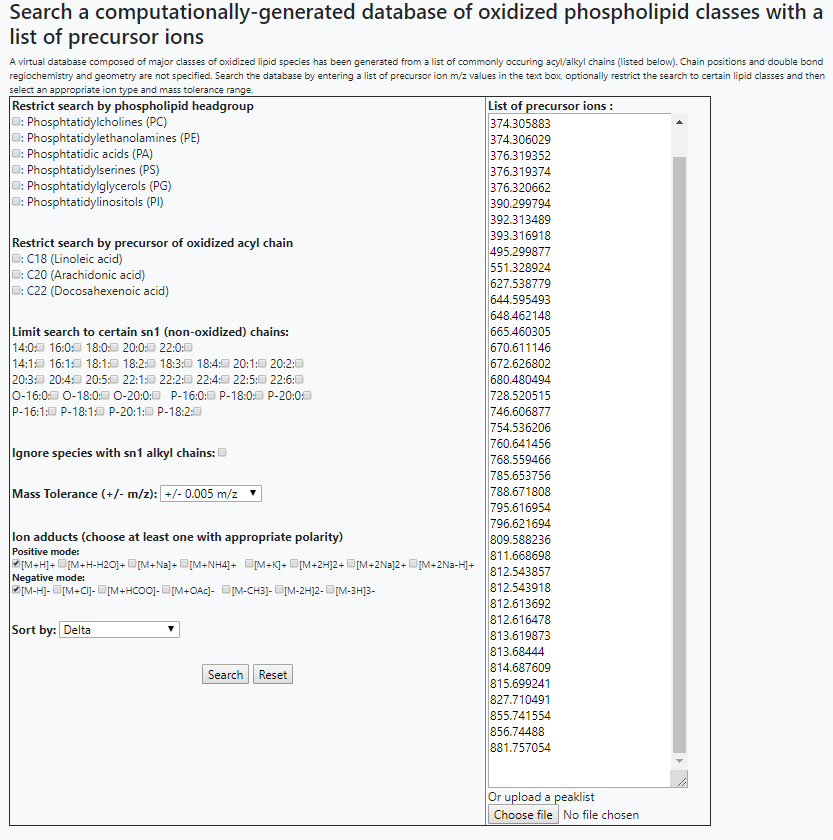 Search a computationally-generated database of oxidized phospholipid classes with a
list of precursor ions
A virtual database composed of major classes of oxidized lipid species has been generated from a list of commonly occuring acyl/alkyl chains (listed below). Chain positions and double bond
regiochemistry and geometry are not specified. Search the database by entering a list of precursor ion m/z values in the text box, optionally restrict the search to certain lipid classes and then
select an appropriate ion type and mass tolerance range.
Restrict search by phospholipid headgroup
: Phosphtatidylcholines (PC)
: Phosphtatidylethanolamines (PE)
: Phosphtatidic acids (PA)
: Phosphtatidylserines (PS)
: Phosphtatidylglycerols (PG)
: Phosphtatidylinositols (PI)
Restrict search by precursor of oxidized acyl chain
: C18 (Linoleic acid)
: C20 (Arachidonic acid)
: C22 (Docosahexenoic acid)
Limit search to certain sn1 (non-oxidized) chains:
14:0: 16:0: 18:0: 20:0: 22:0:
14:1: 16:1: 18:1: 18:2: 18:3: 18:4: 20:1: 20:2:
20:3: 20:4: 20:5: 22:1: 22:2: 22:4: 22:5: 22:6:
O-16:0: O-18:0: O-20:0: P-16:0: P-18:0: P-20:0:
P-16:1: P-18:1: P-20:1: P-18:2:
Ignore species with sn1 alkyl chains:
Mass Tolerance (+/- m/z): +/- 0.005 m/z
Ion adducts (choose at least one with appropriate polarity)
Positive mode:
[M+H]+ [M+H-H2O]+ [M+Na]+ [M+NH4]+ [M+K]+ [M+2H]2+ [M+2Na]2+ [M+2Na-H]+
Negative mode:
[M-H]- [M+Cl]- [M+HCOO]- [M+OAc]- [M-CH3]- [M-2H]2- [M-3H]3-
Sort by: Delta
Search Reset
List of precursor ions :
374.305883
374.306029
376.319352
376.319374
376.320662
390.299794
392.313489
393.316918
495.299877
551.328924
627.538779
644.595493
648.462148
665.460305
670.611146
672.626802
680.480494
728.520515
746.606877
754.536206
760.641456
768.559466
785.653756
788.671808
795.616954
796.621694
809.588236
811.668698
812.543857
812.543918
812.613692
812.616478
813.619873
813.68444
814.687609
815.699241
827.710491
855.741554
856.74488
881.757054
Or upload a peaklist
Choose file No file chosen